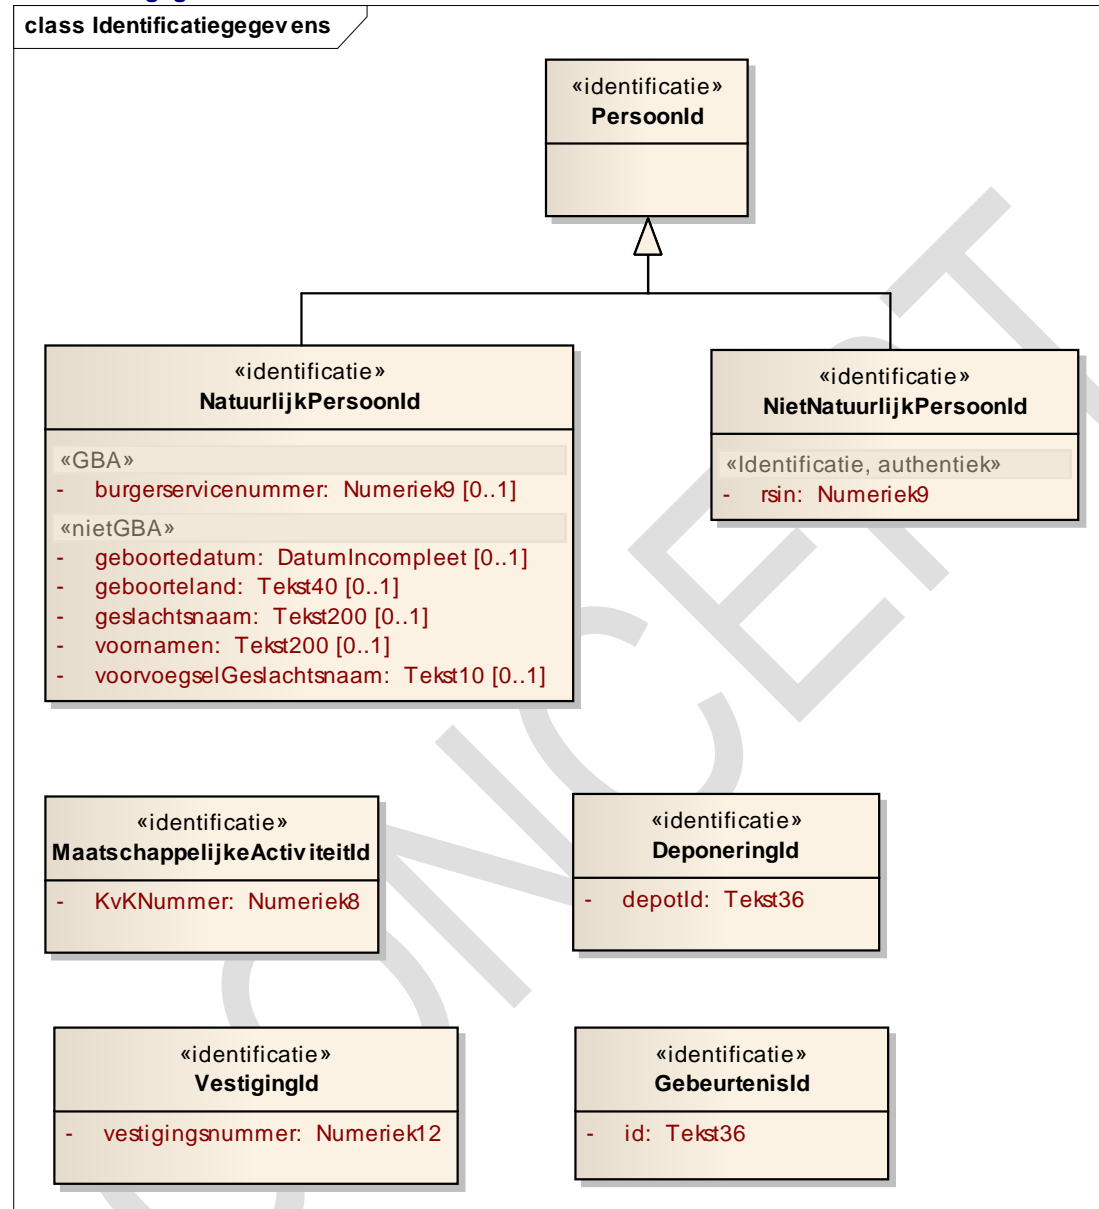 class Identificatiegegevens
«identificatie»
PersoonId
«identificatie»
NatuurlijkPersoonId
«GBA»
- burgerservicenummer: Numeriek9 [0..1]
«nietGBA»
- geboortedatum: DatumIncompleet [0..1]
- geboorteland: Tekst40 [0..1]
- geslachtsnaam: Tekst200 [0..1]
- voornamen: Tekst200 [0..1]
- voorvoegselGeslachtsnaam: Tekst10 [0..1]
«identificatie»
NietNatuurlijkPersoonId
«Identificatie, authentiek»
- rsin: Numeriek9
«identificatie»
MaatschappelijkeActiviteitId
- KvKNummer: Numeriek8
«identificatie»
DeponeringId
- depotId: Tekst36
«identificatie»
VestigingId
- vestigingsnummer: Numeriek12
«identificatie»
GebeurtenisId
- id: Tekst36
CONCEPT